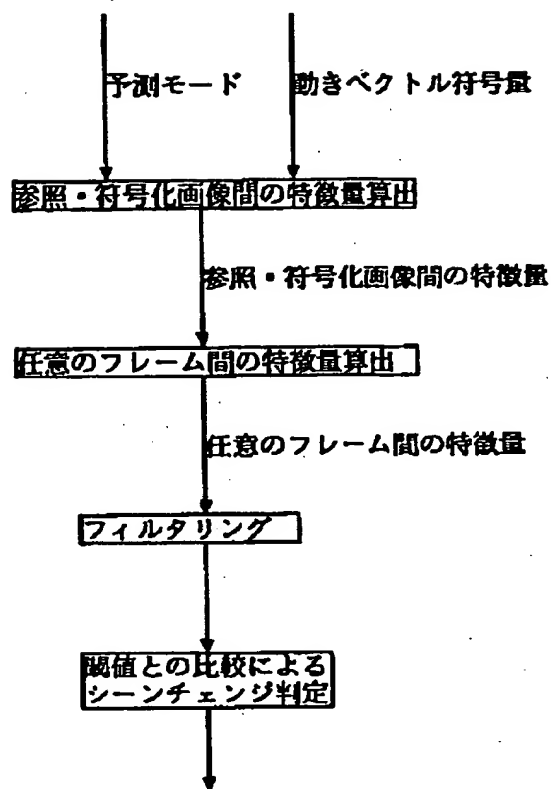 予測モード
動きベクトル符号量
参照・符号化画像間の特徴量算出
参照・符号化画像間の特徴量
任意のフレーム間の特徴量算出
任意のフレーム間の特徴量
フィルタリング
閾値との比較による
シーンチェンジ判定